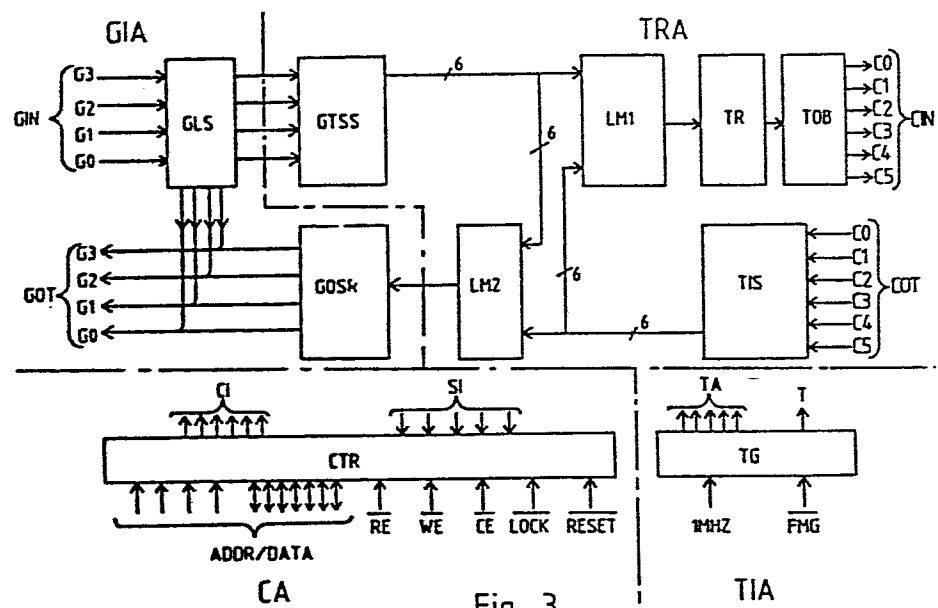 GIA
TRA
GIN
G3
G2
G1
G0
GLS
GTSS
6
6
LM1
TR
TOB
C0
C1
C2
C3
C4
C5
CIN
GOT
G3
G2
G1
G0
LM2
6
6
TIS
C0
C1
C2
C3
C4
C5
COT
CI
SI
CTR
TA
T
TG
ADDR/DATA
RE
WE
CE
LOCK
RESET
1MHZ
FMG
CA
Fig. 3
TIA